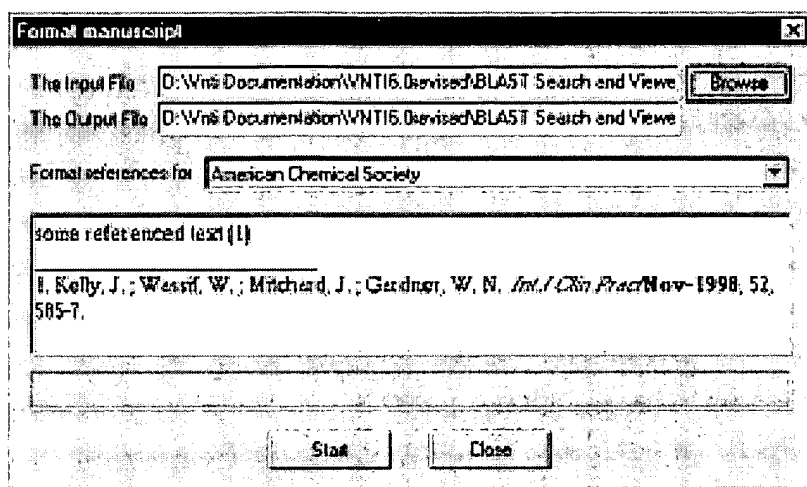 Format manuscript
The Input File D:\Vnti Documentation\VNTI6.0revised\BLAST Search and Viewe Browse
The Output File D:\Vnti Documentation\VNTI6.0revised\BLAST Search and Viewe
Format references for American Chemical Society
some referenced text (1)
1. Kelly, J.; Wassif, W.; Mitchard, J.; Gardner, W. N. Int J Clin Pract Nov-1998, 52,
585-7.
Start Close